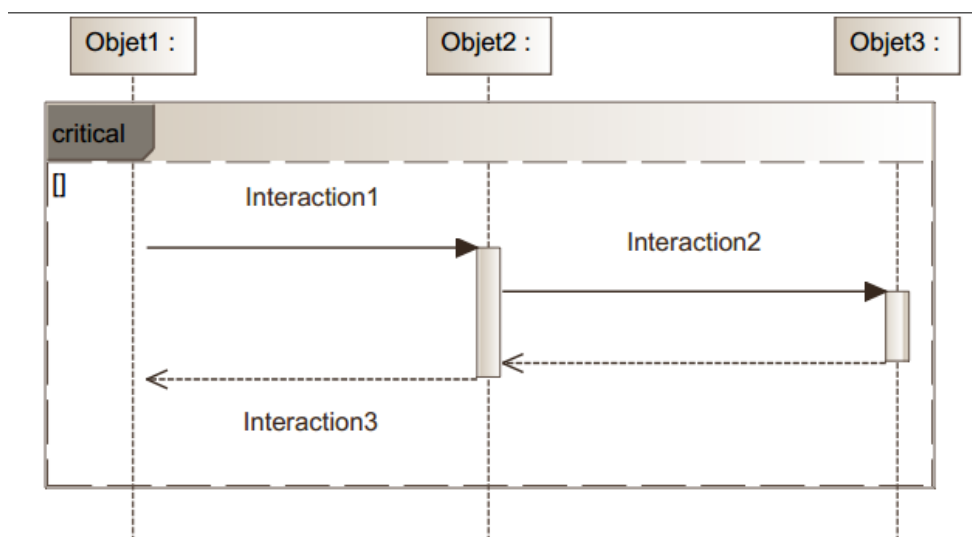 Objet1 :
Objet2 :
Objet3 :
critical
[]
Interaction1
Interaction2
Interaction3